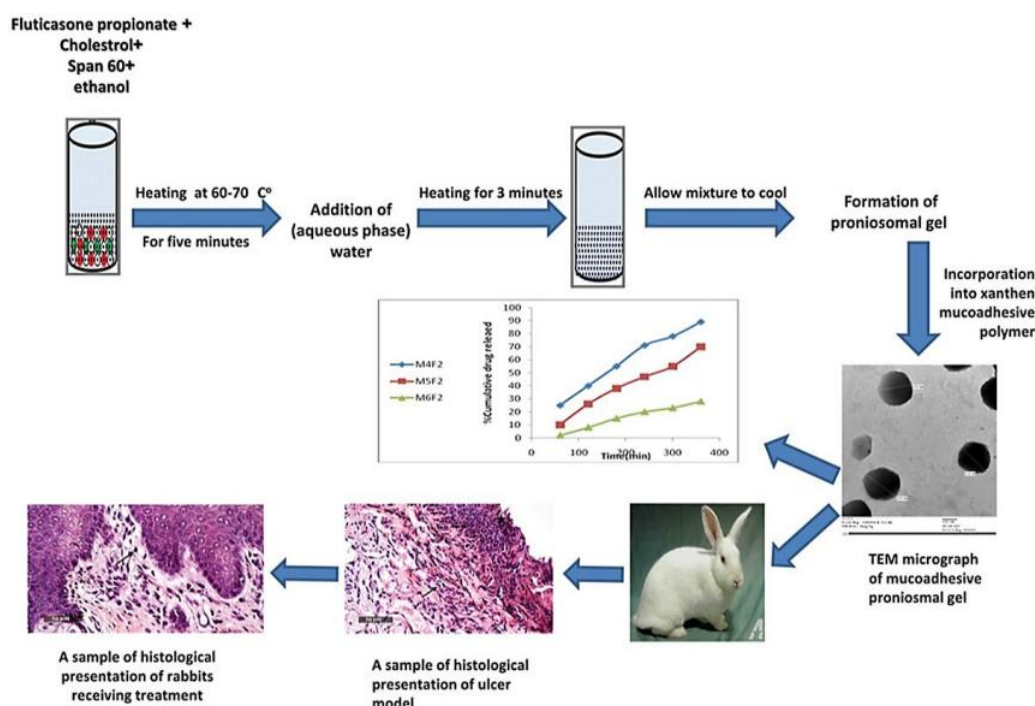 Fluticasone propionate +
Cholestrol+
Span 60+
ethanol
Heating at 60-70 Cº
For five minutes
Addition of
(aqueous phase)
water
Heating for 3 minutes
Allow mixture to cool
Formation of
proniosomal gel
Incorporation
into xanthen
mucoadhesive
polymer
%Cumulative drug releaed
100
90
80
70
60
50
40
30
20
10
0
0
100
200
300
400
Time(min)
M4F2
M5F2
M6F2
TEM micrograph
of mucoadhesive
proniosmal gel
A sample of histological
presentation of ulcer
model
A sample of histological
presentation of rabbits
receiving treatment